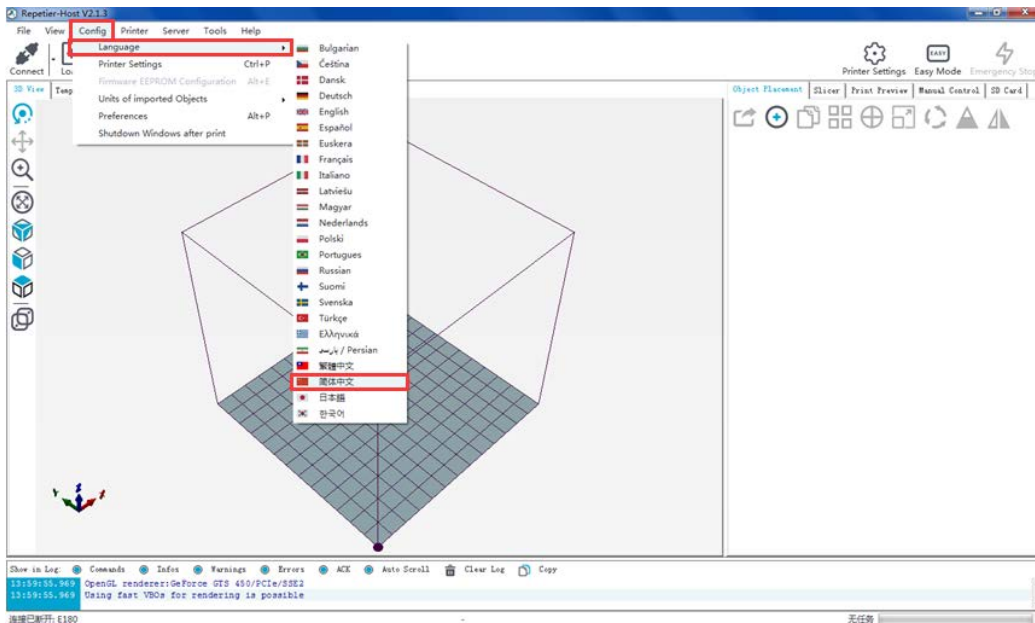 Repetier-Host V2.1.3
File View Config Printer Server Tools Help
Language
Printer Settings Ctrl+P
Firmware EEPROM Configuration Alt+E
Units of imported Objects
Preferences Alt+P
Shutdown Windows after print
Bulgarian
Čeština
Dansk
Deutsch
English
Español
Euskera
Français
Italiano
Latviešu
Magyar
Nederlands
Polski
Portugues
Russian
Suomi
Svenska
Türkçe
Ελληνικά
/ Persian
繁體中文
简体中文
日本語
한국어
Connect
Printer Settings Easy Mode Emergency Stop
EASY
3D View
Object Placement Slicer Print Preview Manual Control SD Card
Show in Log: Commands Infos Warnings Errors ACK Auto Scroll Clear Log Copy
13:59:55.969 OpenGL renderer:GeForce GTS 450/PCIe/SSE2
13:59:55.969 Using fast VBOs for rendering is possible
连接已断开: E180 - 无任务